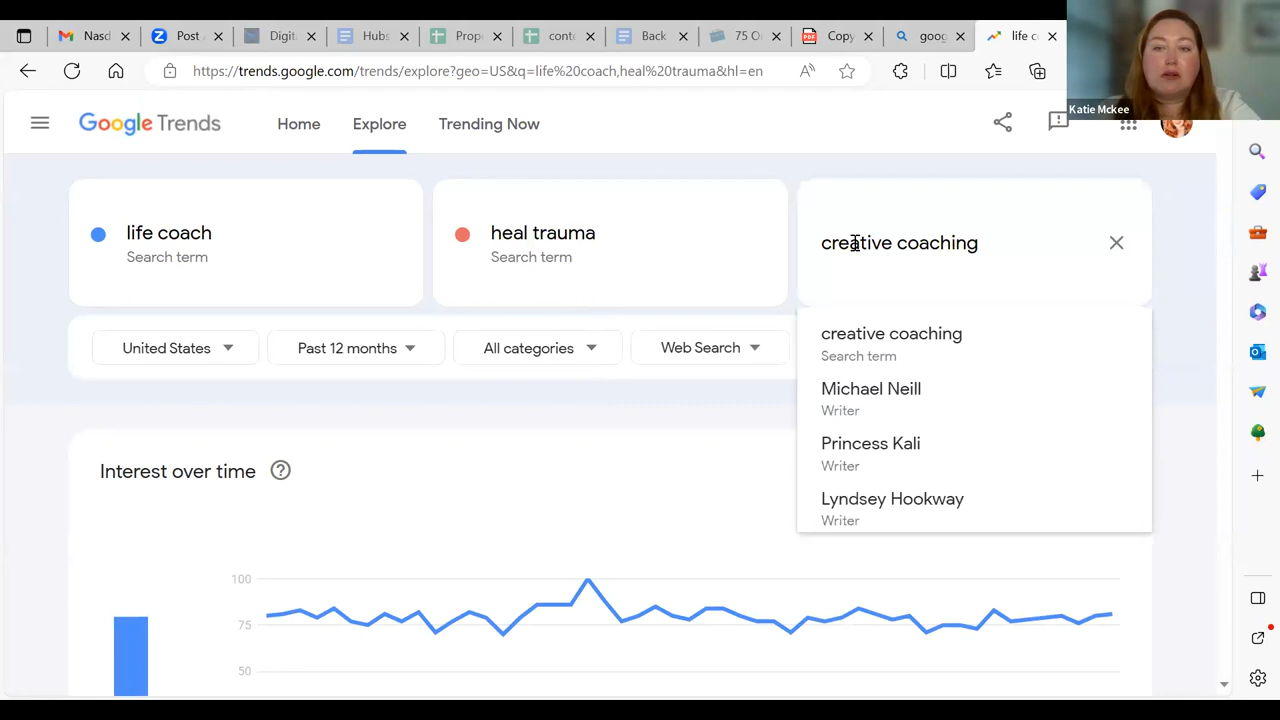 Nasc
Post
Digit
Hubs
Prop
conte
Back
75 O
Copy
goog
life c
https://trends.google.com/trends/explore?geo=US&q=life%20coach,heal%20trauma&hl=en
Katie Mckee
Google Trends Home Explore Trending Now
life coach
Search term
heal trauma
Search term
creative coaching
United States Past 12 months All categories Web Search
creative coaching
Search term
Michael Neill
Writer
Princess Kali
Writer
Lyndsey Hookway
Writer
Interest over time
100
75
50